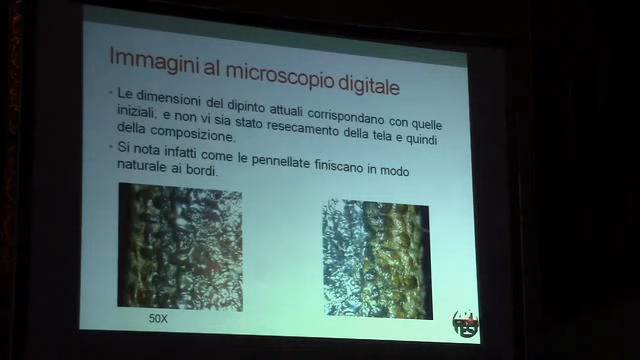 Immagini al microscopio digitale
• Le dimensioni del dipinto attuali corrispondano con quelle
iniziali, e non vi sia stato resecamento della tela e quindi
della composizione.
• Si nota infatti come le pennellate finiscano in modo
naturale ai bordi.
50X